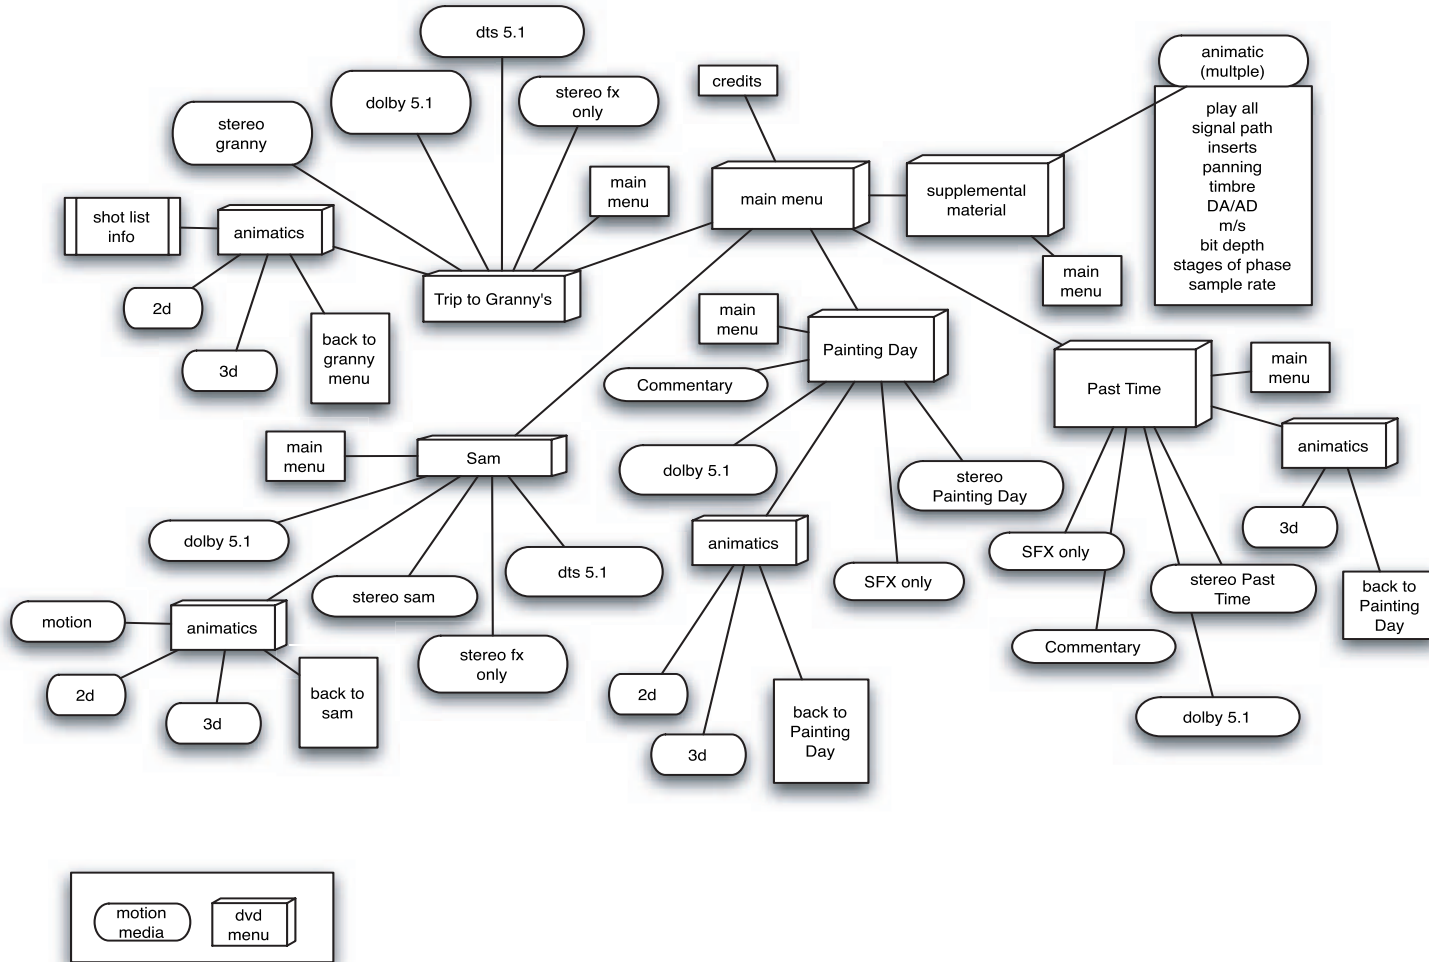 dts 5.1
dolby 5.1
stereo fx
only
stereo
granny
credits
animatic
(multple)
play all
signal path
inserts
panning
timbre
DA/AD
m/s
bit depth
stages of phase
sample rate
main
menu
main menu
supplemental
material
shot list
info
animatics
main
menu
Trip to Granny's
2d
3d
back to
granny
menu
main
menu
Painting Day
Commentary
Past Time
main
menu
main
menu
Sam
dolby 5.1
stereo
Painting Day
animatics
dolby 5.1
animatics
SFX only
SFX only
3d
dts 5.1
stereo sam
stereo Past
Time
back to
Painting
Day
motion
animatics
stereo fx
only
Commentary
2d
3d
back to
sam
2d
3d
back to
Painting
Day
dolby 5.1
motion
media
dvd
menu